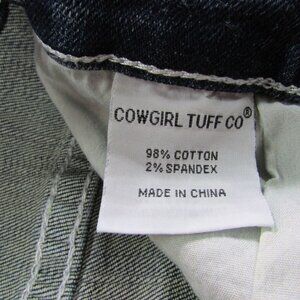 COWGIRL TUFF CO®
98% COTTON
2% SPANDEX
MADE IN CHINA